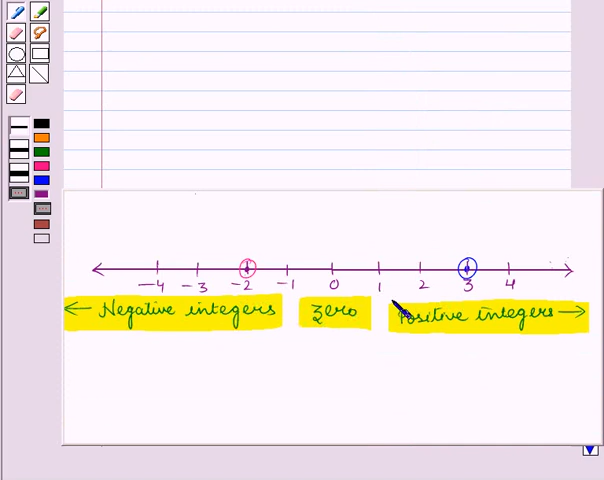 -4 -3 -2 -1 0 1 2 3 4
← Negative integers zero Positive integers →